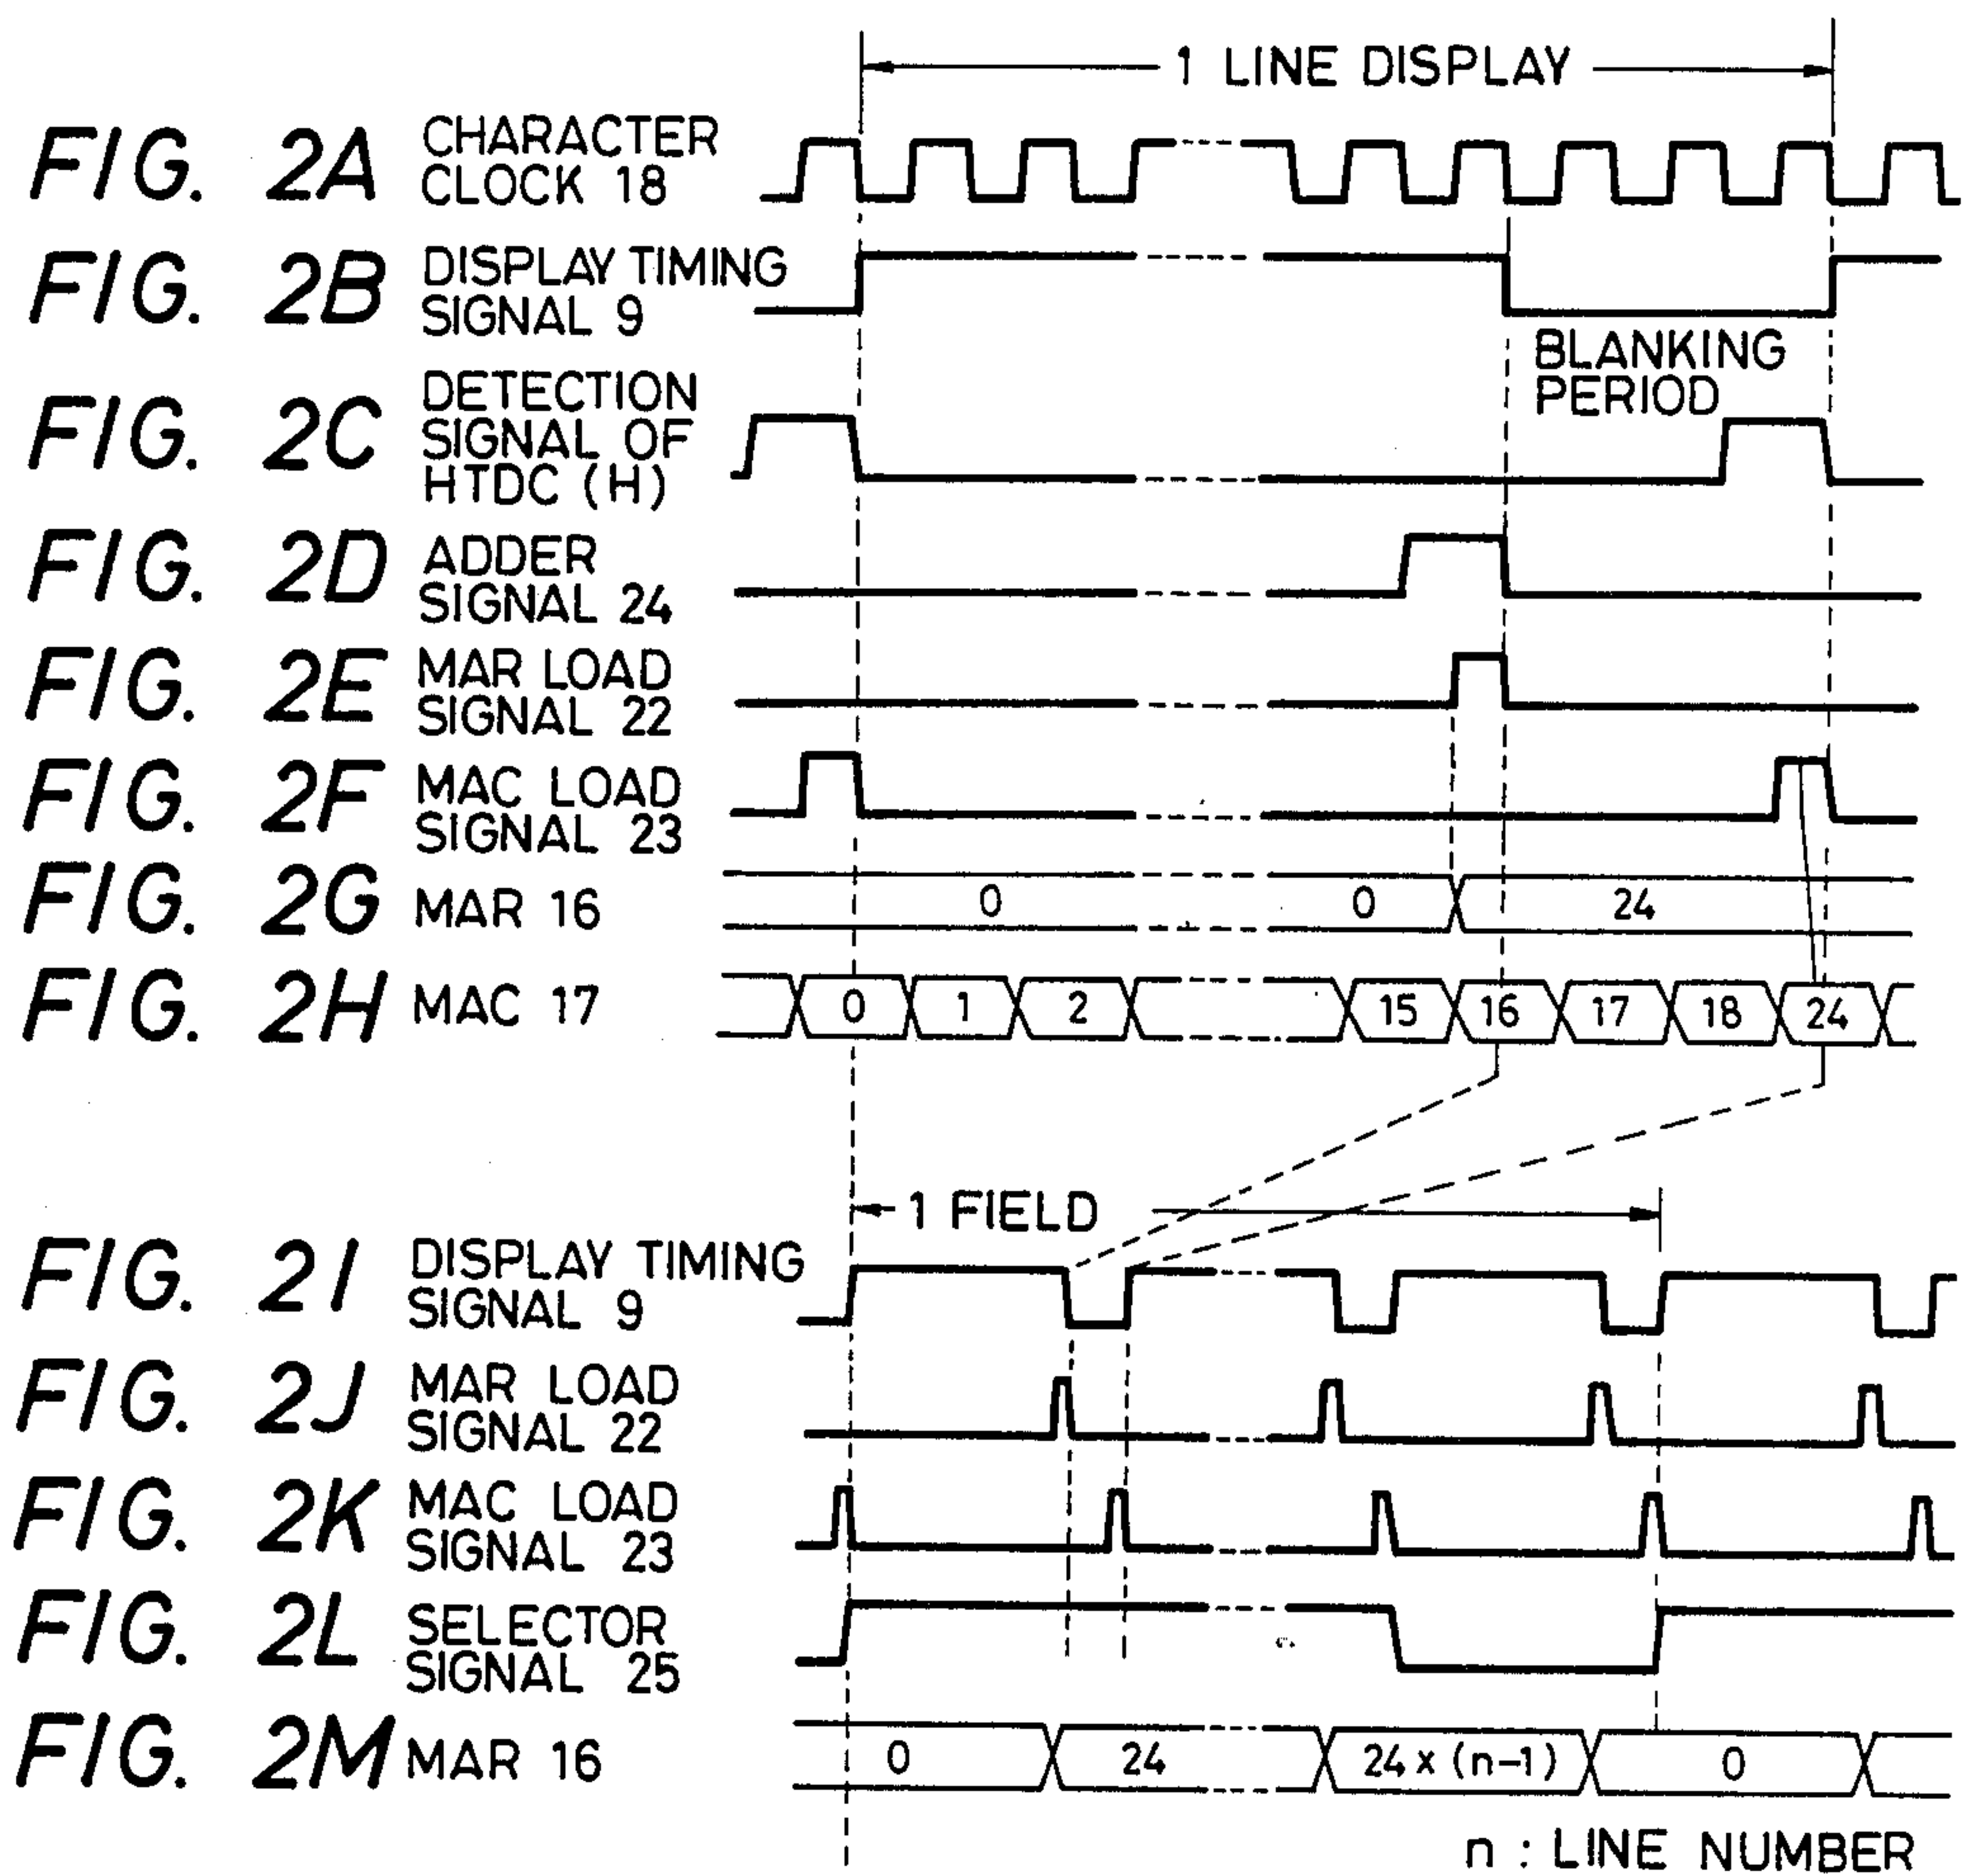 1 LINE DISPLAY
FIG. 2A CHARACTER
CLOCK 18
FIG. 2B DISPLAY TIMING
SIGNAL 9
BLANKING
PERIOD
FIG. 2C DETECTION
SIGNAL OF
HTDC (H)
FIG. 2D ADDER
SIGNAL 24
FIG. 2E MAR LOAD
SIGNAL 22
FIG. 2F MAC LOAD
SIGNAL 23
FIG. 2G MAR 16 0 0 24
FIG. 2H MAC 17 0 1 2 15 16 17 18 24
1 FIELD
FIG. 2I DISPLAY TIMING
SIGNAL 9
FIG. 2J MAR LOAD
SIGNAL 22
FIG. 2K MAC LOAD
SIGNAL 23
FIG. 2L SELECTOR
SIGNAL 25
FIG. 2M MAR 16 0 24 24 x (n-1) 0
n : LINE NUMBER